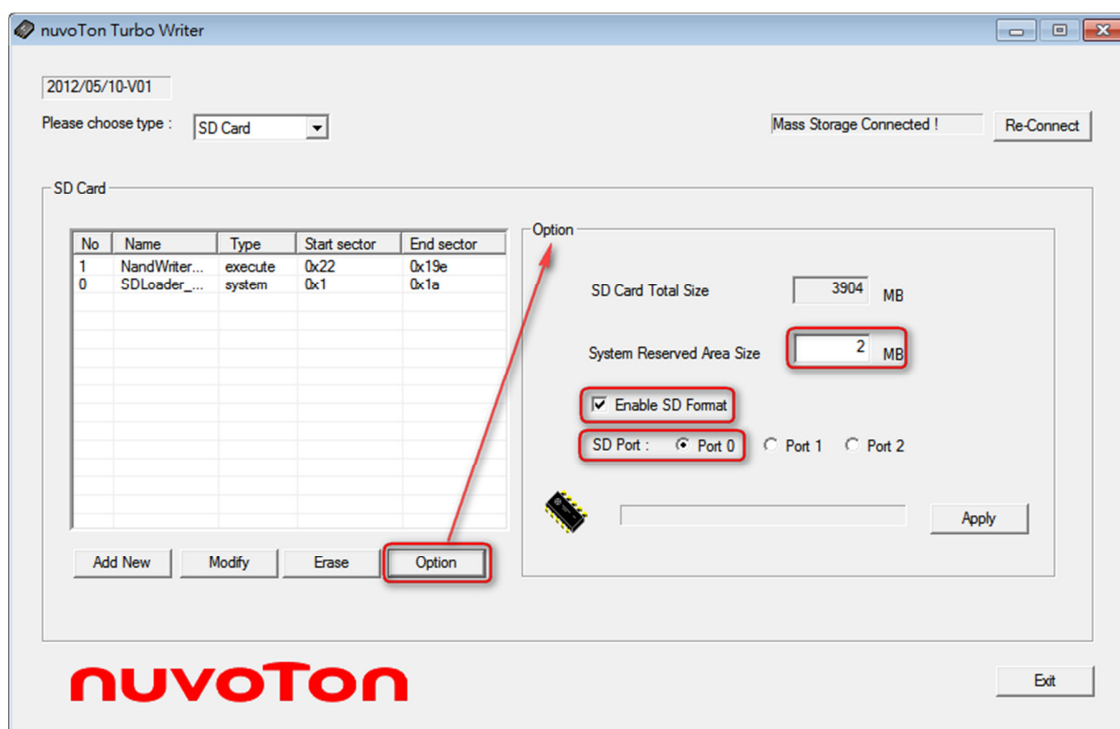 nuvoTon Turbo Writer
2012/05/10-V01
Please choose type : SD Card
Mass Storage Connected ! Re-Connect
SD Card
No Name Type Start sector End sector
1 NandWriter... execute 0x22 0x19e
0 SDLoader_... system 0x1 0x1a
Add New Modify Erase Option
Option
SD Card Total Size 3904 MB
System Reserved Area Size 2 MB
Enable SD Format
SD Port : Port 0 Port 1 Port 2
Apply
nuvoTon
Exit